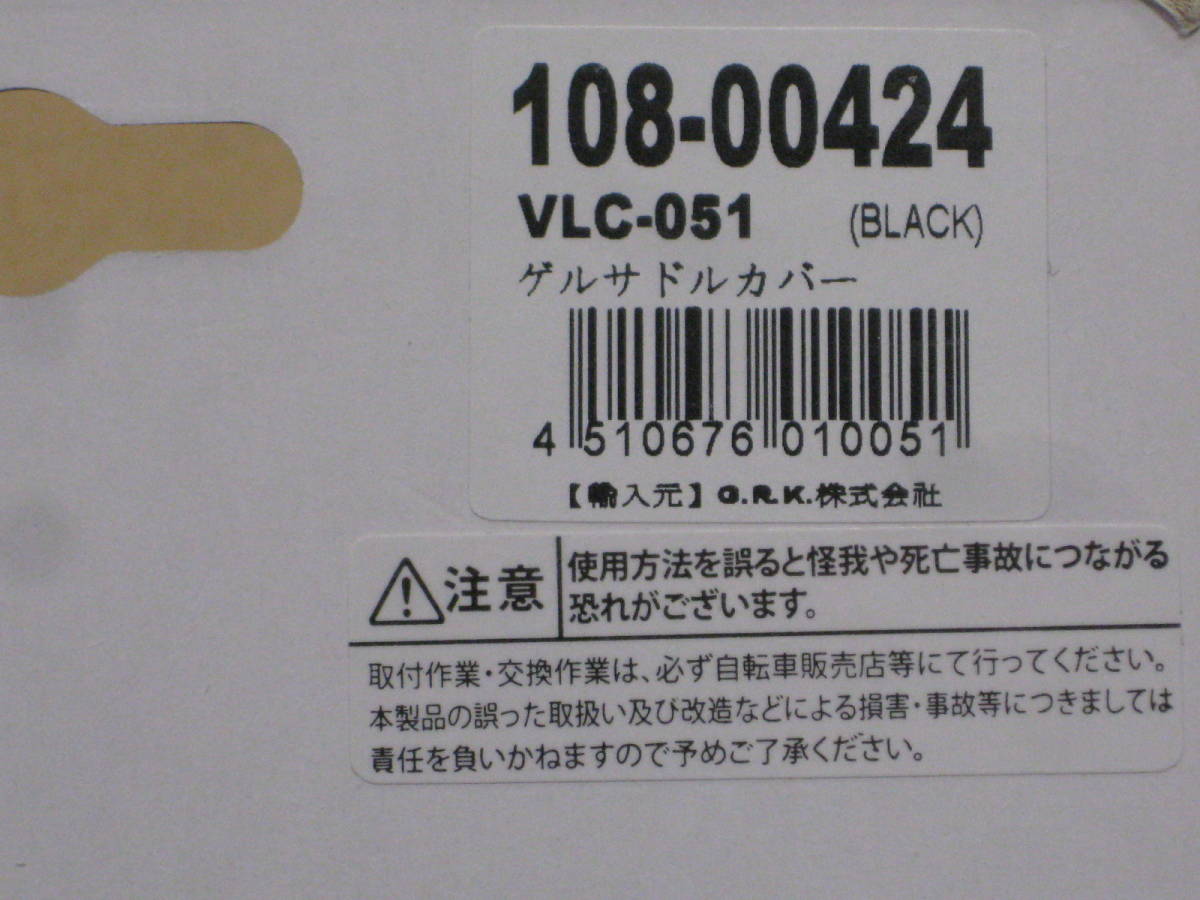 108-00424
VLC-051 (BLACK)
ゲルサドルカバー
4 510676 010051
【輸入元】G.R.K.株式会社
注意
使用方法を誤ると怪我や死亡事故につながる
恐れがございます。
取付作業・交換作業は、必ず自転車販売店等にて行ってください。
本製品の誤った取扱い及び改造などによる損害・事故等につきましては
責任を負いかねますので予めご了承ください。